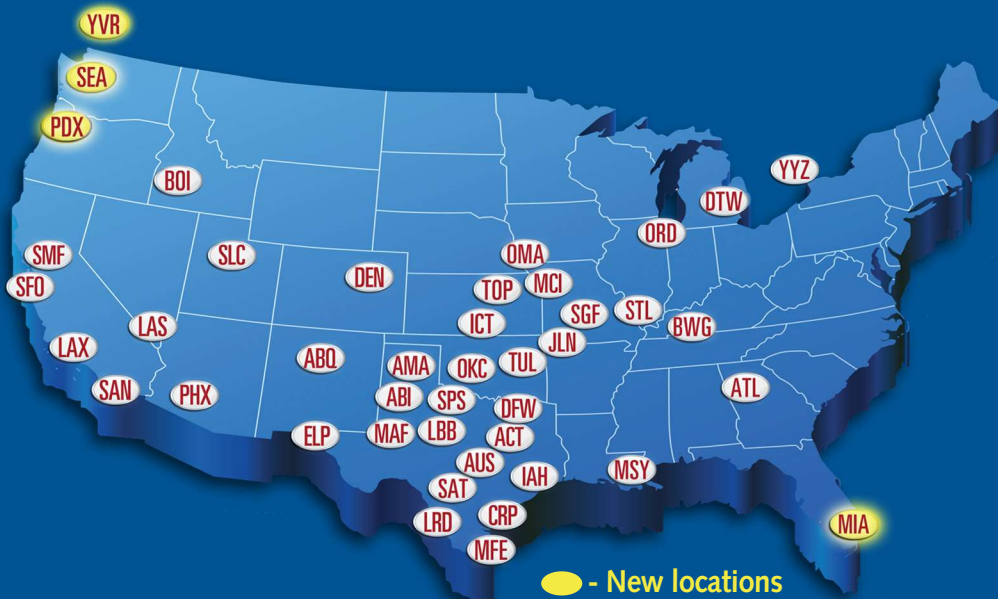 YVR
SEA
PDX
BOI
YYZ
DTW
ORD
SMF
SLC
OMA
SFO
DEN
TOP
MCI
SGF
STL
ICT
BWG
LAS
JLN
LAX
ABQ
AMA
OKC
TUL
SAN
PHX
ABI
SPS
ATL
DFW
ELP
MAF
LBB
ACT
AUS
IAH
MSY
SAT
LRD
CRP
MIA
MFE
- New locations